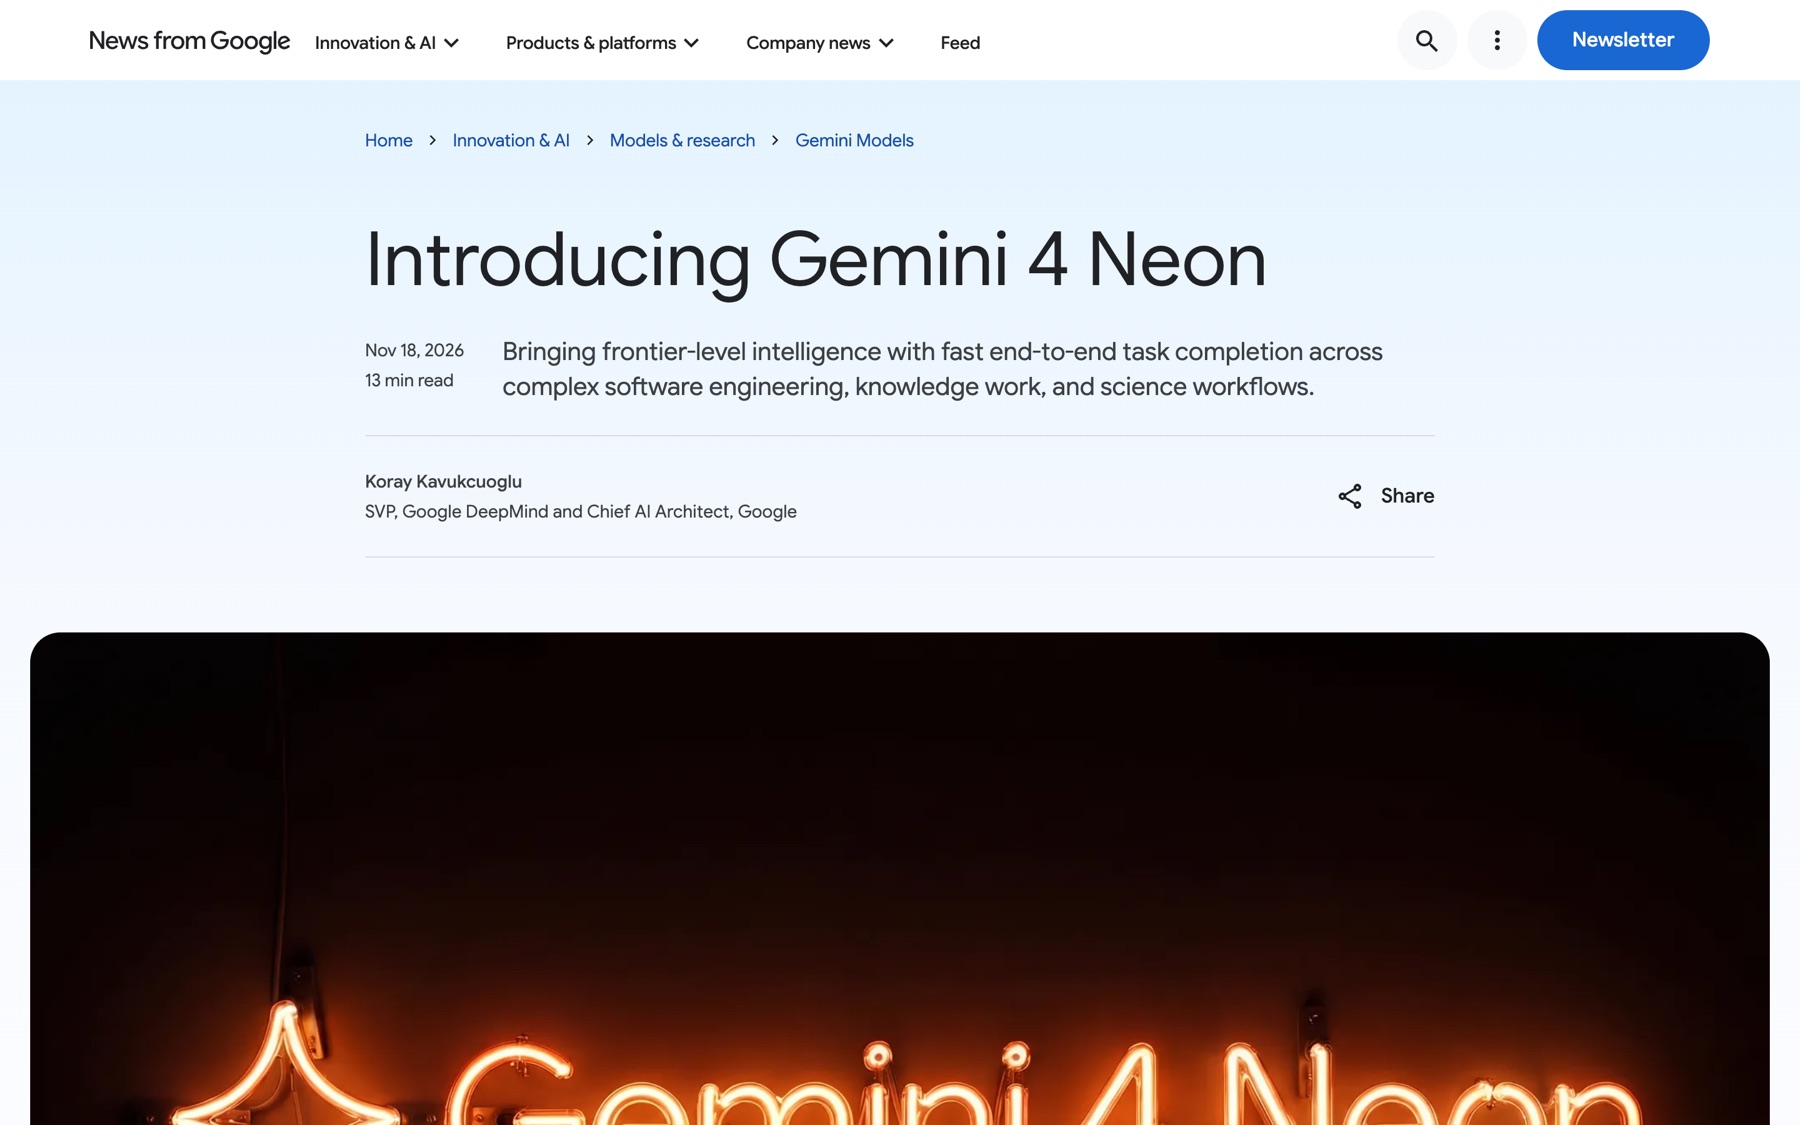 News from Google
Innovation & AI
Products & platforms
Company news
Feed
Newsletter
Home > Innovation & AI > Models & research > Gemini Models
Introducing Gemini 4 Neon
Nov 18, 2026
13 min read
Bringing frontier-level intelligence with fast end-to-end task completion across
complex software engineering, knowledge work, and science workflows.
Koray Kavukcuoglu
SVP, Google DeepMind and Chief AI Architect, Google
Share
Gemini 4 Neon